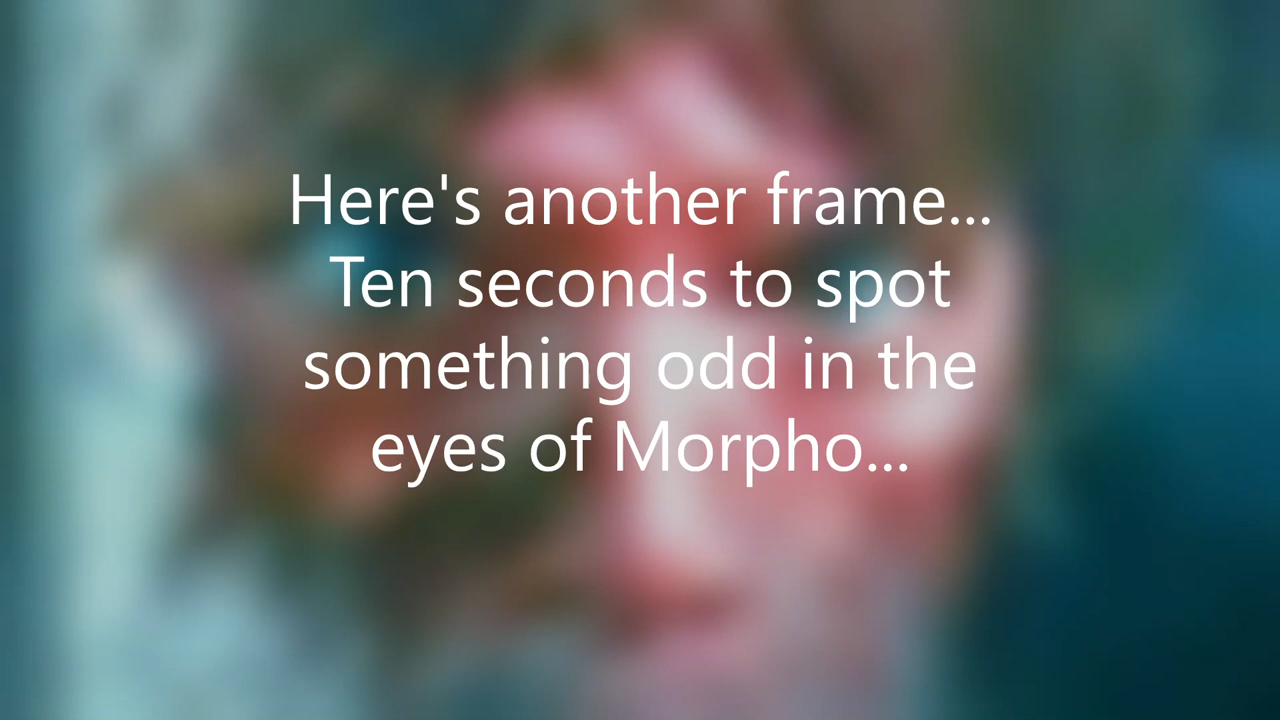 Here's another frame...
Ten seconds to spot
something odd in the
eyes of Morpho...